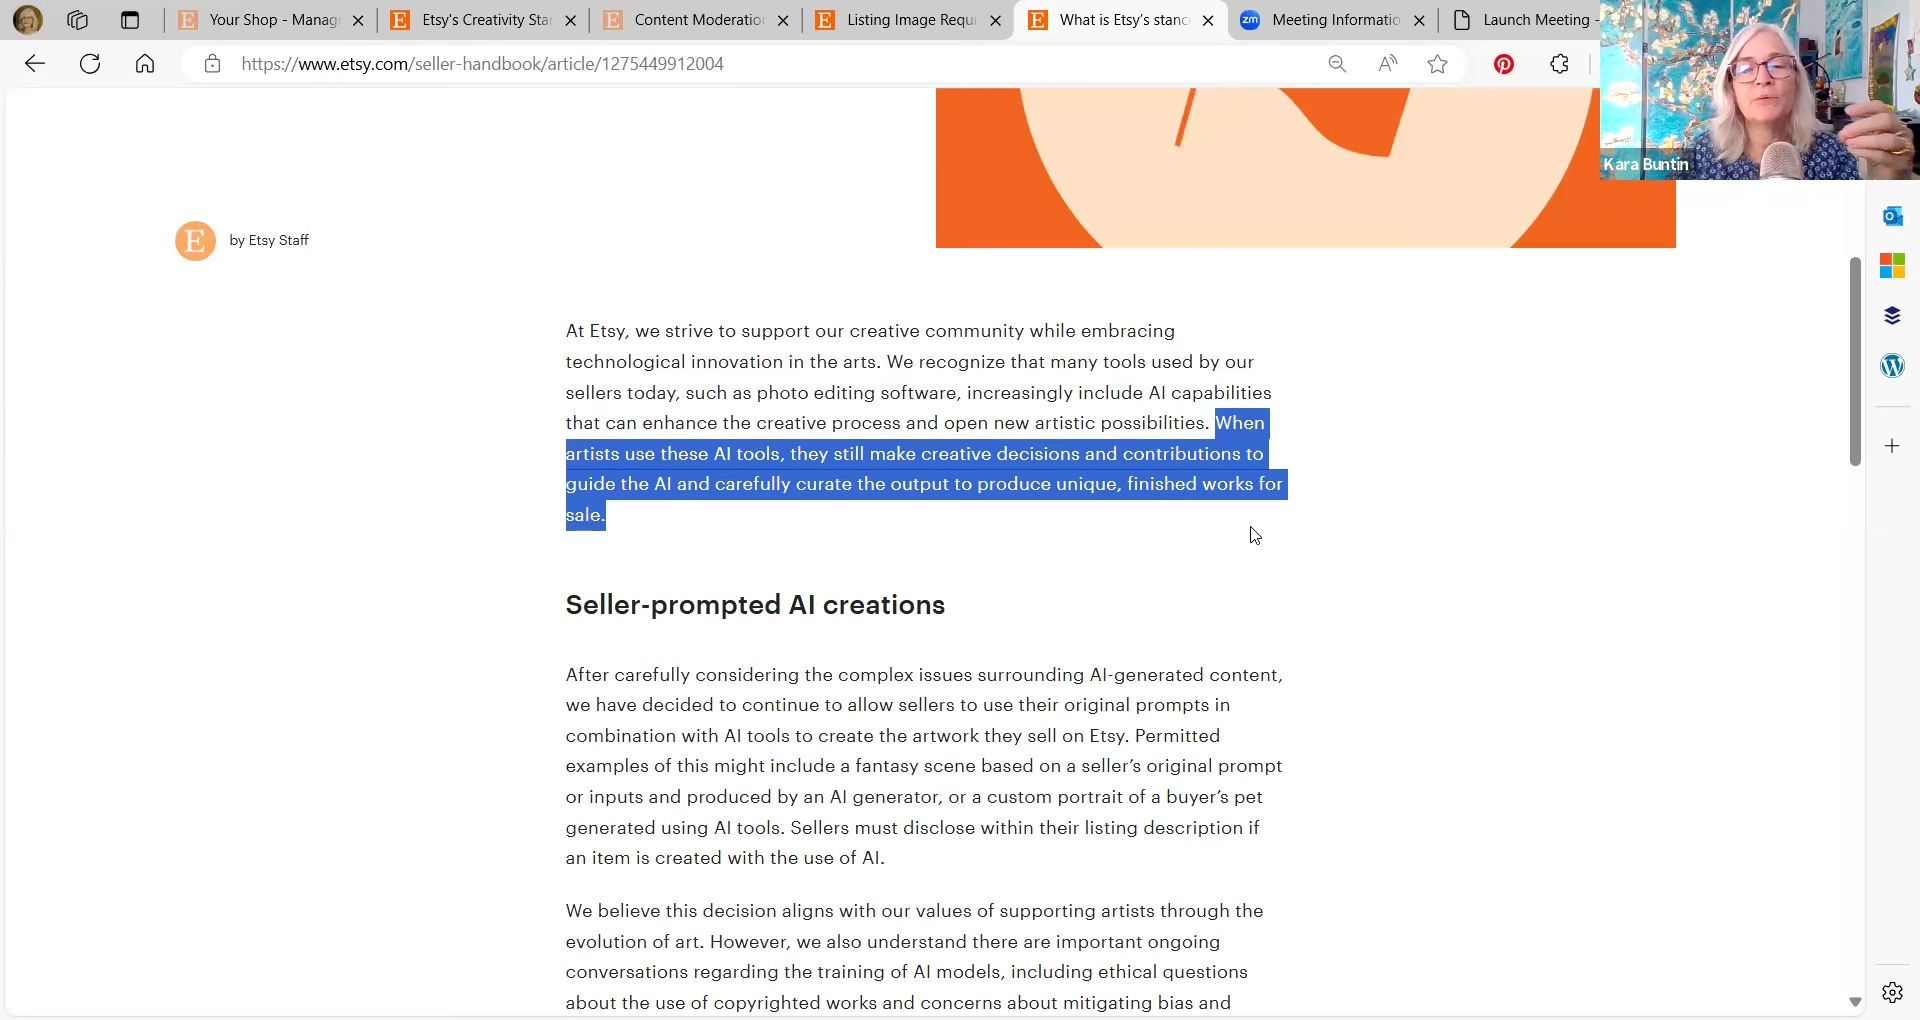 Your Shop - Manag
Etsy's Creativity Sta
Content Moderatio
Listing Image Requ
What is Etsy's stanc
zm
Meeting Informatio
Launch Meeting -
https://www.etsy.com/seller-handbook/article/1275449912004
Kara Buntin
E
by Etsy Staff
At Etsy, we strive to support our creative community while embracing
technological innovation in the arts. We recognize that many tools used by our
sellers today, such as photo editing software, increasingly include AI capabilities
that can enhance the creative process and open new artistic possibilities. When
artists use these AI tools, they still make creative decisions and contributions to
guide the AI and carefully curate the output to produce unique, finished works for
sale.
Seller-prompted AI creations
After carefully considering the complex issues surrounding AI-generated content,
we have decided to continue to allow sellers to use their original prompts in
combination with AI tools to create the artwork they sell on Etsy. Permitted
examples of this might include a fantasy scene based on a seller's original prompt
or inputs and produced by an AI generator, or a custom portrait of a buyer's pet
generated using AI tools. Sellers must disclose within their listing description if
an item is created with the use of AI.
We believe this decision aligns with our values of supporting artists through the
evolution of art. However, we also understand there are important ongoing
conversations regarding the training of AI models, including ethical questions
about the use of copyrighted works and concerns about mitigating bias and